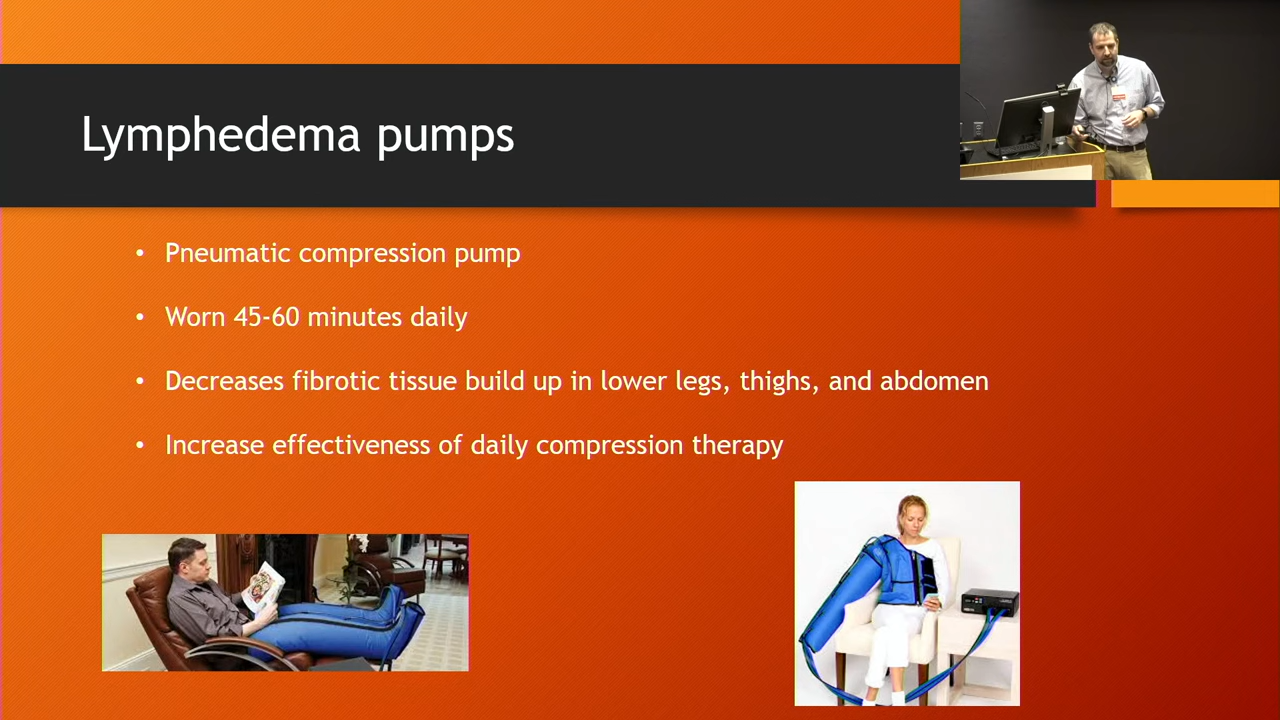 Lymphedema pumps
• Pneumatic compression pump
• Worn 45-60 minutes daily
• Decreases fibrotic tissue build up in lower legs, thighs, and abdomen
• Increase effectiveness of daily compression therapy